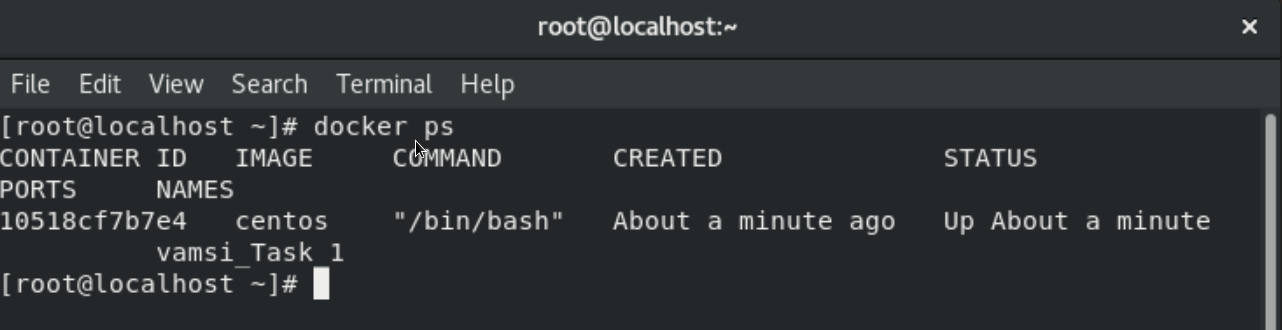 root@localhost:~ ×
File Edit View Search Terminal Help
[root@localhost ~]# docker ps
CONTAINER ID   IMAGE     COMMAND       CREATED              STATUS
PORTS     NAMES
10518cf7b7e4   centos    "/bin/bash"   About a minute ago   Up About a minute
          vamsi_Task_1
[root@localhost ~]#